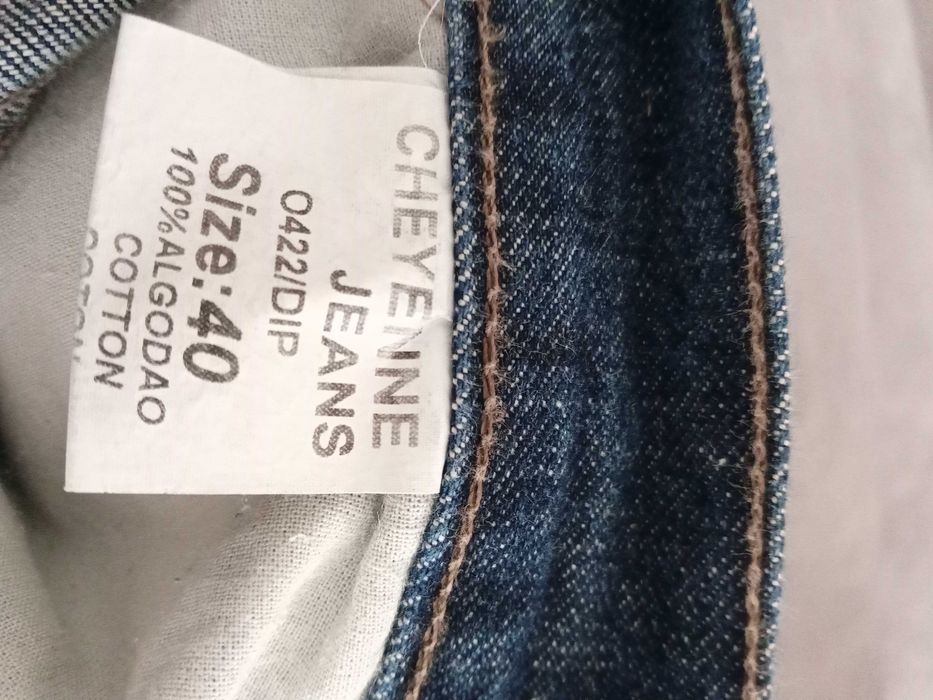 CHEYENNE
JEANS
0422/DIP
Size:40
100%ALGODAO
COTTON